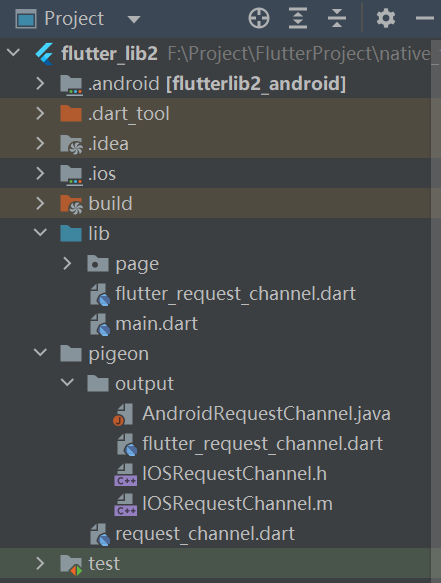 Project
flutter_lib2 F:\Project\FlutterProject\native_
.android [flutterlib2_android]
.dart_tool
.idea
.ios
build
lib
page
flutter_request_channel.dart
main.dart
pigeon
output
AndroidRequestChannel.java
flutter_request_channel.dart
IOSRequestChannel.h
IOSRequestChannel.m
request_channel.dart
test